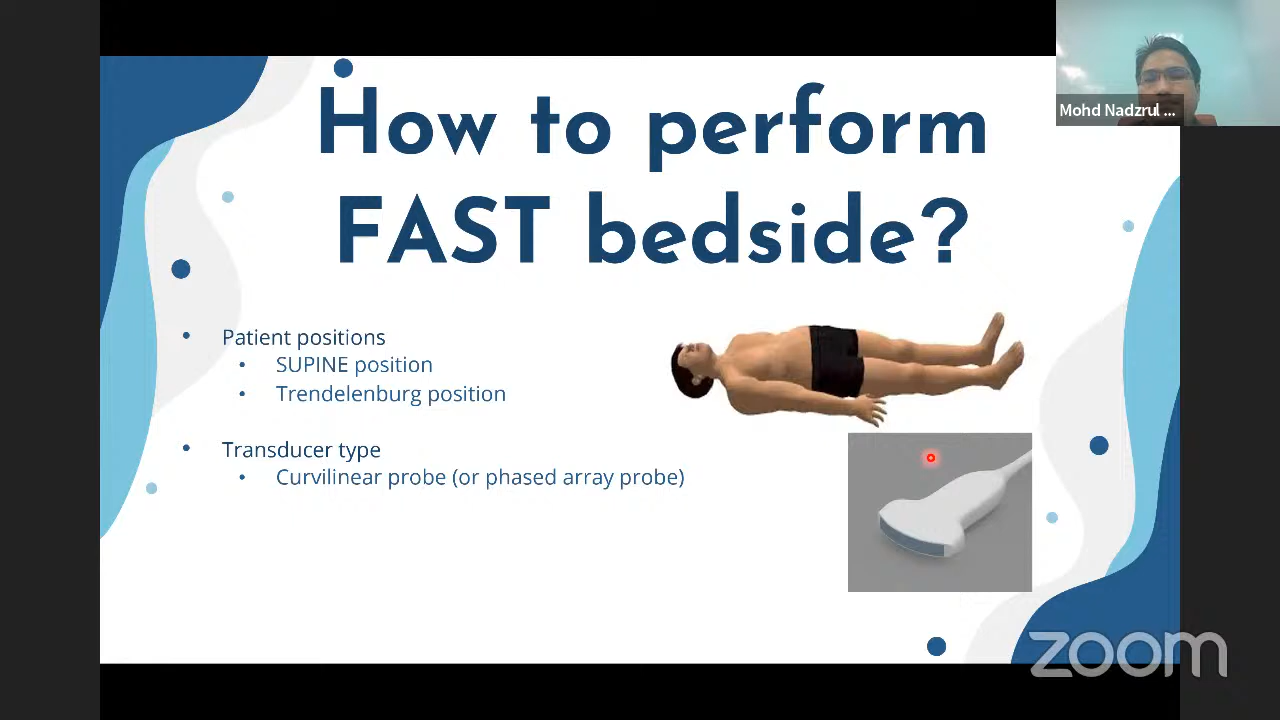 How to perform
FAST bedside?
Mohd Nadzrul ...
• Patient positions
• SUPINE position
• Trendelenburg position
• Transducer type
• Curvilinear probe (or phased array probe)
zoom